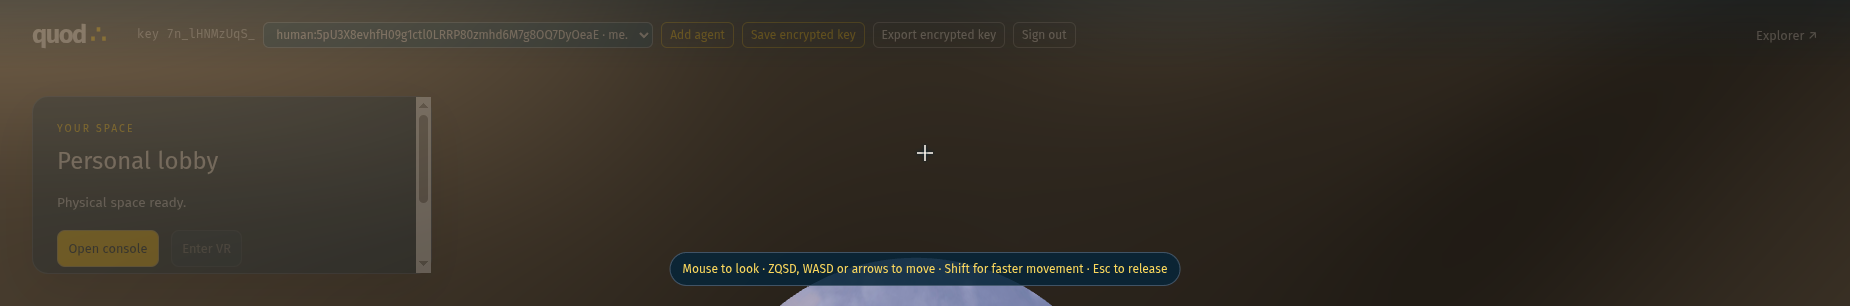 quod
key 7n_lHNMzUqS_
human:5pU3X8evhfH09g1ctl0LRRP80zmhd6M7g8OQ7DyOeaE · me.
Add agent
Save encrypted key
Export encrypted key
Sign out
Explorer ↗
YOUR SPACE
Personal lobby
Physical space ready.
Open console
Enter VR
Mouse to look · ZQSD, WASD or arrows to move · Shift for faster movement · Esc to release